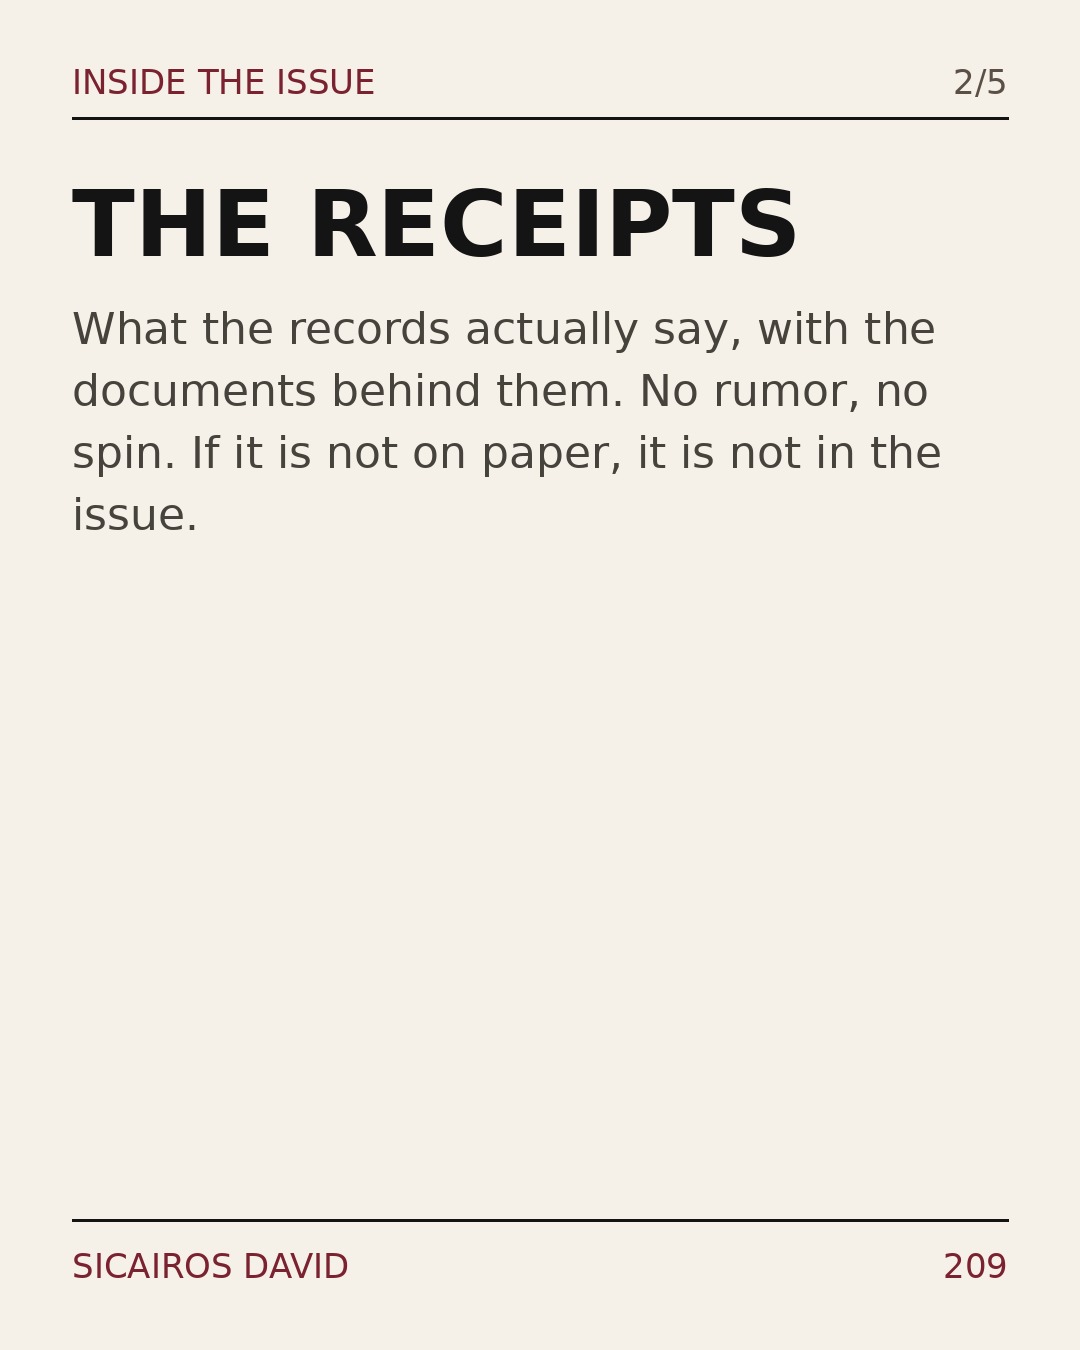 INSIDE THE ISSUE 2/5
THE RECEIPTS
What the records actually say, with the
documents behind them. No rumor, no
spin. If it is not on paper, it is not in the
issue.
SICAIROS DAVID 209